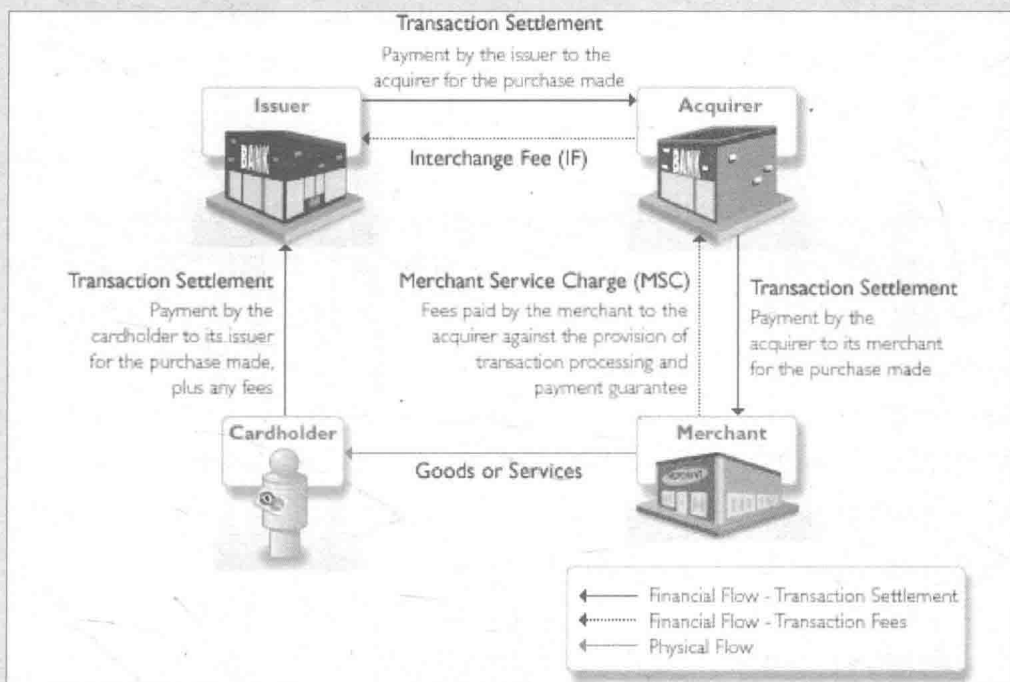 Transaction Settlement
Payment by the issuer to the
acquirer for the purchase made
Issuer
Acquirer
BANK
BANK
Interchange Fee (IF)
Transaction Settlement
Payment by the
cardholder to its issuer
for the purchase made,
plus any fees
Merchant Service Charge (MSC)
Fees paid by the merchant to the
acquirer against the provision of
transaction processing and
payment guarantee
Transaction Settlement
Payment by the
acquirer to its merchant
for the purchase made
Cardholder
Merchant
MERCHANT
Goods or Services
Financial Flow - Transaction Settlement
Financial Flow - Transaction Fees
Physical Flow